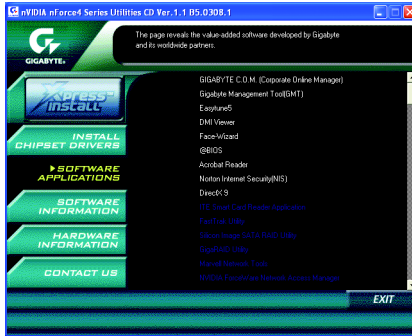 nVIDIA nForce4 Series Utilities CD Ver.1.1 B5.0308.1
GIGABYTE
The page reveals the value-added software developed by Gigabyte
and its worldwide partners.
Xpress
Install
INSTALL
CHIPSET DRIVERS
SOFTWARE
APPLICATIONS
SOFTWARE
INFORMATION
HARDWARE
INFORMATION
CONTACT US
GIGABYTE C.O.M. (Corporate Online Manager)
Gigabyte Management Tool(GMT)
Easytune5
DMI Viewer
Face-Wizard
@BIOS
Acrobat Reader
Norton Internet Security(NIS)
DirectX 9
EXIT